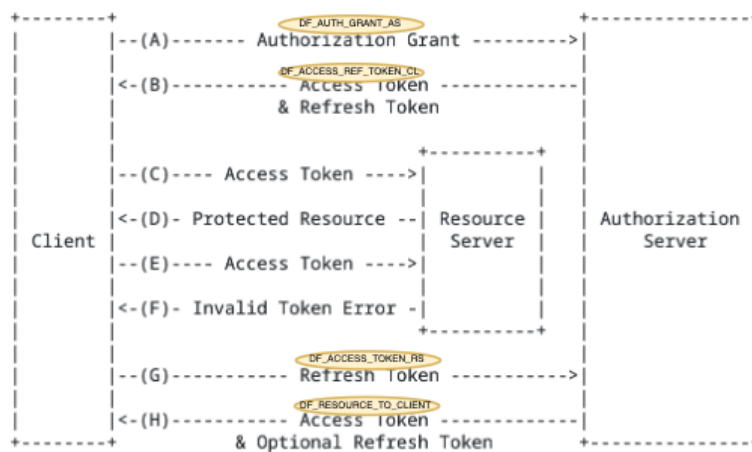 DF_AUTH_GRANT_AS
--(A)------- Authorization Grant --------->
DF_ACCESS_REF_TOKEN_CL
<-(B)----------- Access Token -------------
& Refresh Token
--(C)---- Access Token ---->
<-(D)- Protected Resource --| Resource | Authorization
Client | Server | Server
--(E)---- Access Token ---->
<-(F)- Invalid Token Error -
DF_ACCESS_TOKEN_RS
--(G)----------- Refresh Token ----------->
DF_RESOURCE_TO_CLIENT
<-(H)----------- Access Token -------------
& Optional Refresh Token